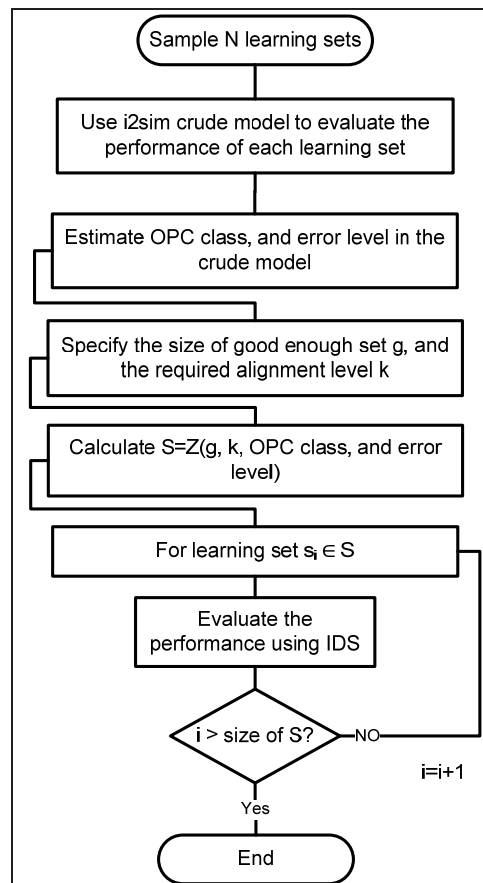 Sample N learning sets
Use i2sim crude model to evaluate the
performance of each learning set
Estimate OPC class, and error level in the
crude model
Specify the size of good enough set g, and
the required alignment level k
Calculate S=Z(g, k, OPC class, and error
level)
For learning set sᵢ ∈ S
Evaluate the
performance using IDS
i > size of S?
NO
i=i+1
Yes
End